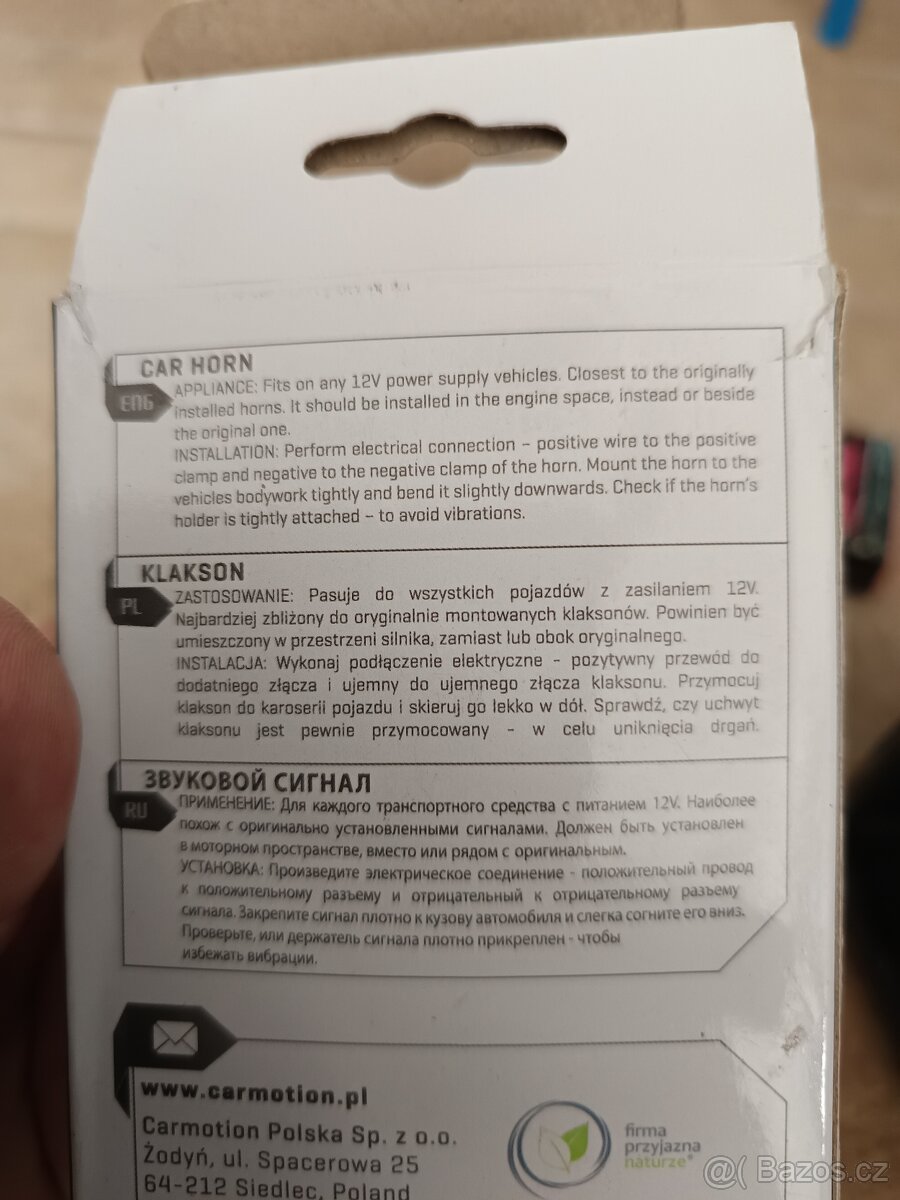 CAR HORN
ENG
APPLIANCE: Fits on any 12V power supply vehicles. Closest to the originally
installed horns. It should be installed in the engine space, instead or beside
the original one.
INSTALLATION: Perform electrical connection - positive wire to the positive
clamp and negative to the negative clamp of the horn. Mount the horn to the
vehicles bodywork tightly and bend it slightly downwards. Check if the horn's
holder is tightly attached – to avoid vibrations.
KLAKSON
PL
ZASTOSOWANIE: Pasuje do wszystkich pojazdów z zasilaniem 12V.
Najbardziej zbliżony do oryginalnie montowanych klaksonów. Powinien być
umieszczony w przestrzeni silnika, zamiast lub obok oryginalnego.
INSTALACJA: Wykonaj podłączenie elektryczne - pozytywny przewód do
dodatniego złącza i ujemny do ujemnego złącza klaksonu. Przymocuj
klakson do karoserii pojazdu i skieruj go lekko w dół. Sprawdź, czy uchwyt
klaksonu jest pewnie przymocowany - w celu uniknięcia drgań.
ЗВУКОВОЙ СИГНАЛ
RU
ПРИМЕНЕНИЕ: Для каждого транспортного средства с питанием 12V. Наиболее
похож с оригинально установленными сигналами. Должен быть установлен
в моторном пространстве, вместо или рядом с оригинальным.
УСТАНОВКА: Произведите электрическое соединение - положительный провод
к положительному разъему и отрицательный к отрицательному разъему
сигнала. Закрепите сигнал плотно к кузову автомобиля и слегка согните его вниз.
Проверьте, или держатель сигнала плотно прикреплен - чтобы
избежать вибрации.
www.carmotion.pl
Carmotion Polska Sp. z o.o.
Żodyń, ul. Spacerowa 25
64-212 Siedlec, Poland
firma
przyjazna
naturze®
@( Bazos.cz